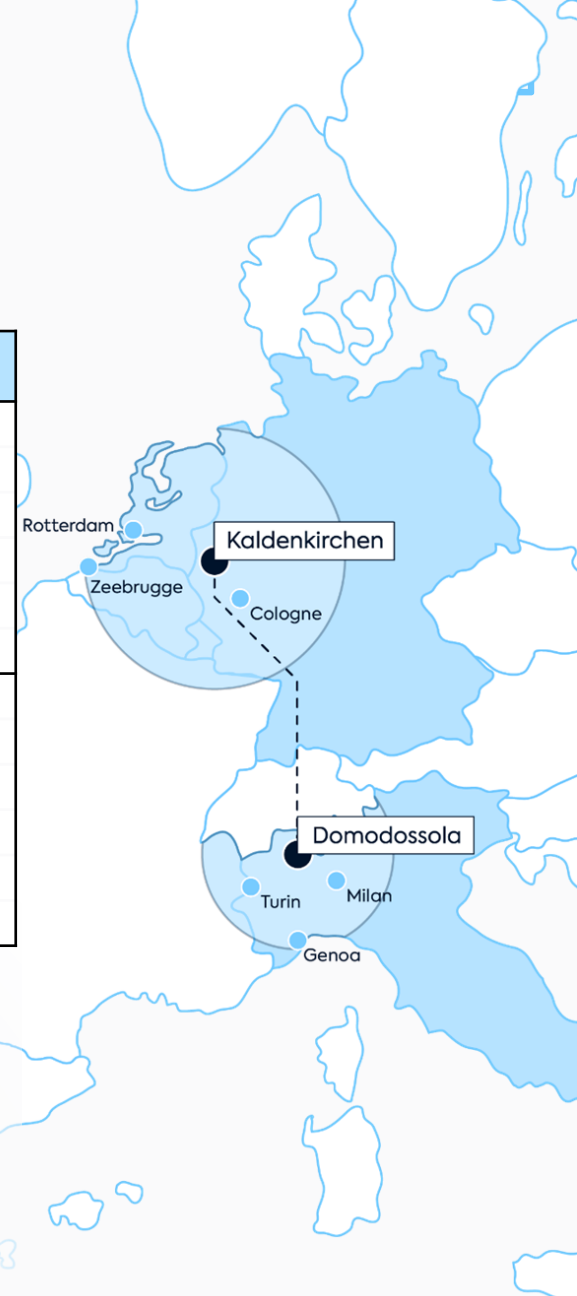 Rotterdam
Kaldenkirchen
Zeebrugge
Cologne
Domodossola
Turin
Milan
Genoa